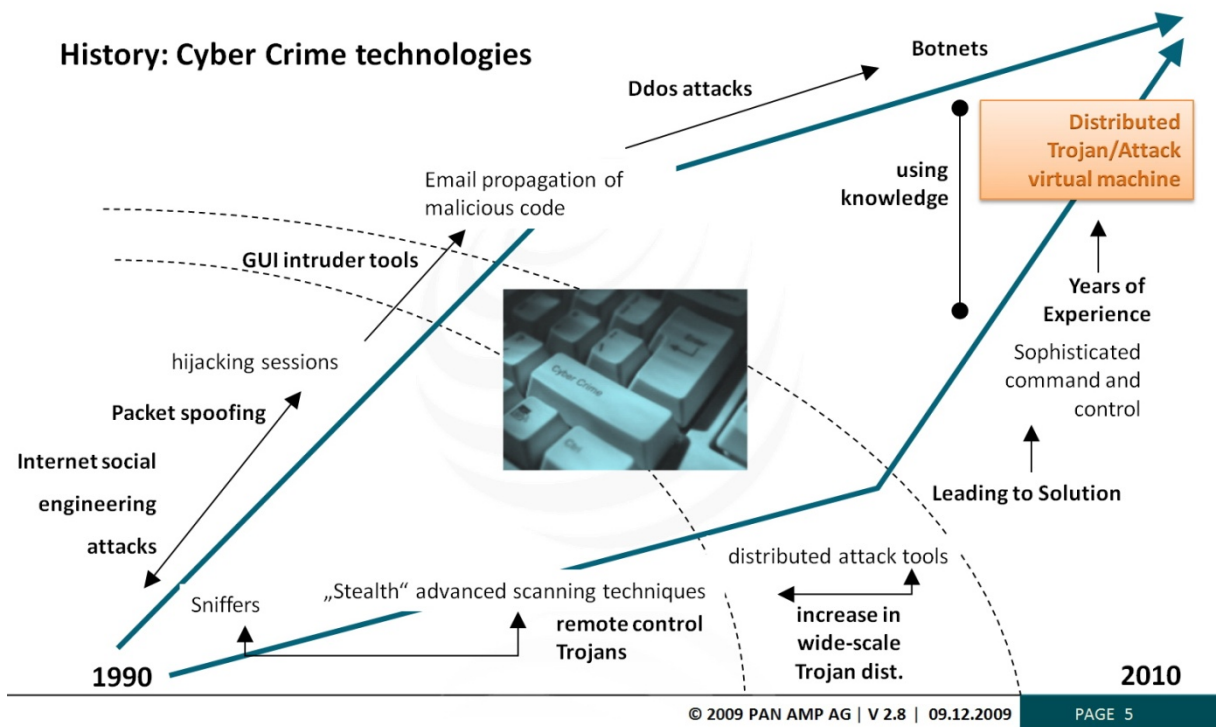 History: Cyber Crime technologies
Botnets
Ddos attacks
Distributed
Trojan/Attack
virtual machine
using
knowledge
Email propagation of
malicious code
GUI intruder tools
Years of
Experience
hijacking sessions
Sophisticated
command and
control
Packet spoofing
Internet social
engineering
attacks
Cyber Crime
Ctrl
Leading to Solution
distributed attack tools
Sniffers
„Stealth“ advanced scanning techniques
remote control
Trojans
increase in
wide-scale
Trojan dist.
1990
2010
© 2009 PAN AMP AG | V 2.8 | 09.12.2009
PAGE 5